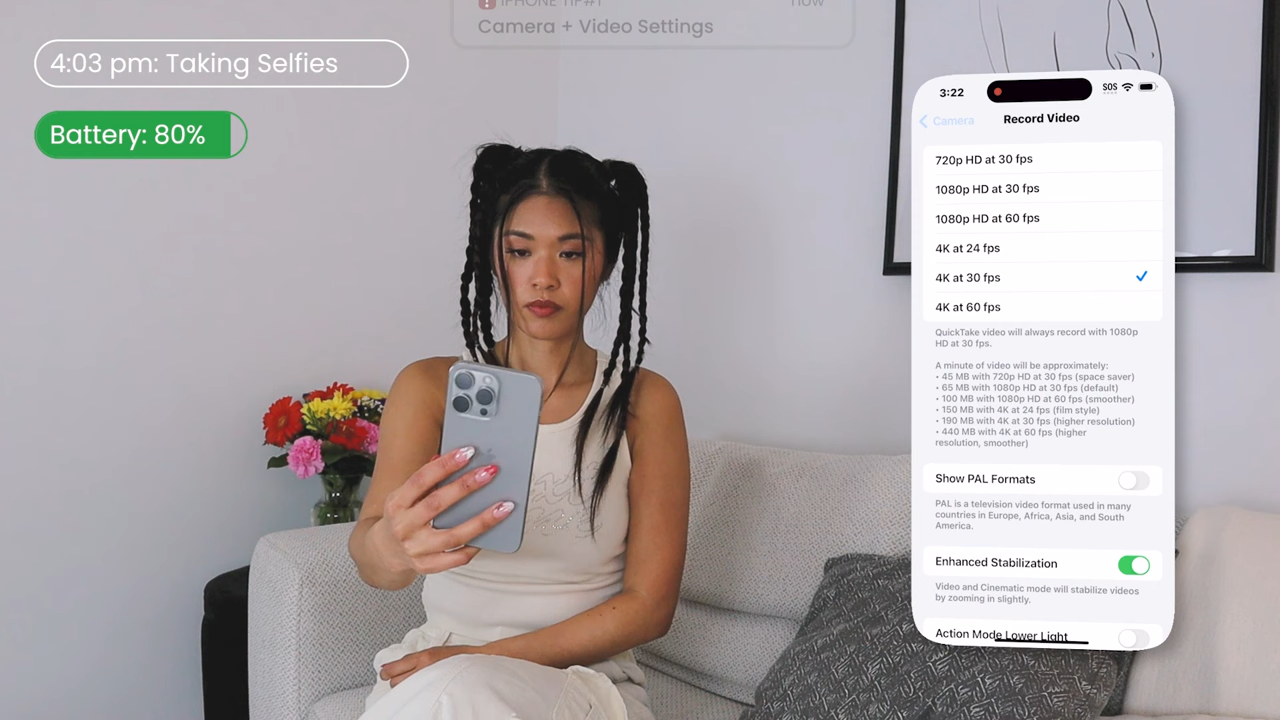 IPHONE TIP#1 now
Camera + Video Settings
4:03 pm: Taking Selfies
Battery: 80%
3:22 SOS
Camera Record Video
720p HD at 30 fps
1080p HD at 30 fps
1080p HD at 60 fps
4K at 24 fps
4K at 30 fps
4K at 60 fps
QuickTake video will always record with 1080p
HD at 30 fps.
A minute of video will be approximately:
• 45 MB with 720p HD at 30 fps (space saver)
• 65 MB with 1080p HD at 30 fps (default)
• 100 MB with 1080p HD at 60 fps (smoother)
• 150 MB with 4K at 24 fps (film style)
• 190 MB with 4K at 30 fps (higher resolution)
• 440 MB with 4K at 60 fps (higher
resolution, smoother)
Show PAL Formats
PAL is a television video format used in many
countries in Europe, Africa, Asia, and South
America.
Enhanced Stabilization
Video and Cinematic mode will stabilize videos
by zooming in slightly.
Action Mode Lower Light